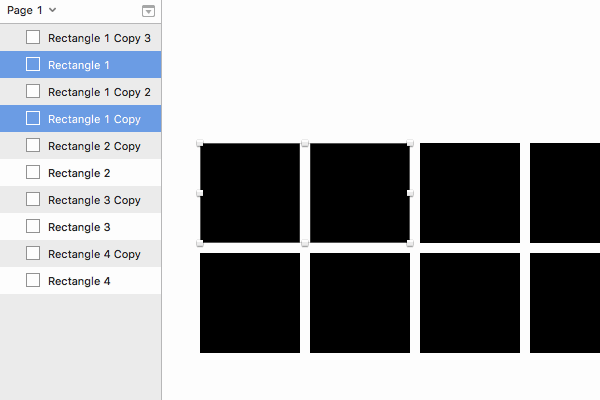 Page 1
Rectangle 1 Copy 3
Rectangle 1
Rectangle 1 Copy 2
Rectangle 1 Copy
Rectangle 2 Copy
Rectangle 2
Rectangle 3 Copy
Rectangle 3
Rectangle 4 Copy
Rectangle 4